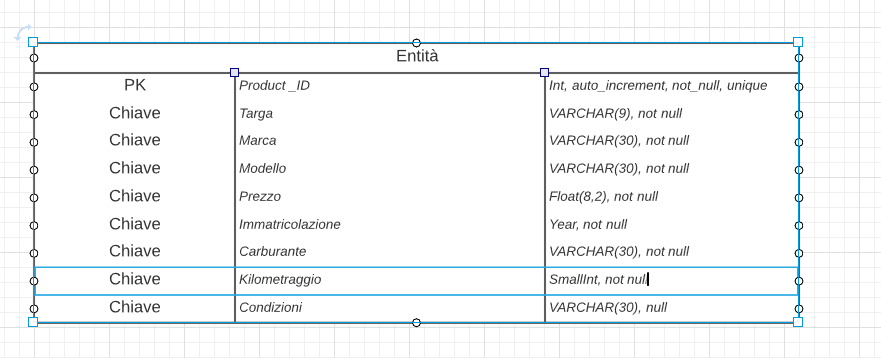 Entità
PK Product _ID Int, auto_increment, not_null, unique
Chiave Targa VARCHAR(9), not null
Chiave Marca VARCHAR(30), not null
Chiave Modello VARCHAR(30), not null
Chiave Prezzo Float(8,2), not null
Chiave Immatricolazione Year, not null
Chiave Carburante VARCHAR(30), not null
Chiave Kilometraggio SmallInt, not null
Chiave Condizioni VARCHAR(30), null